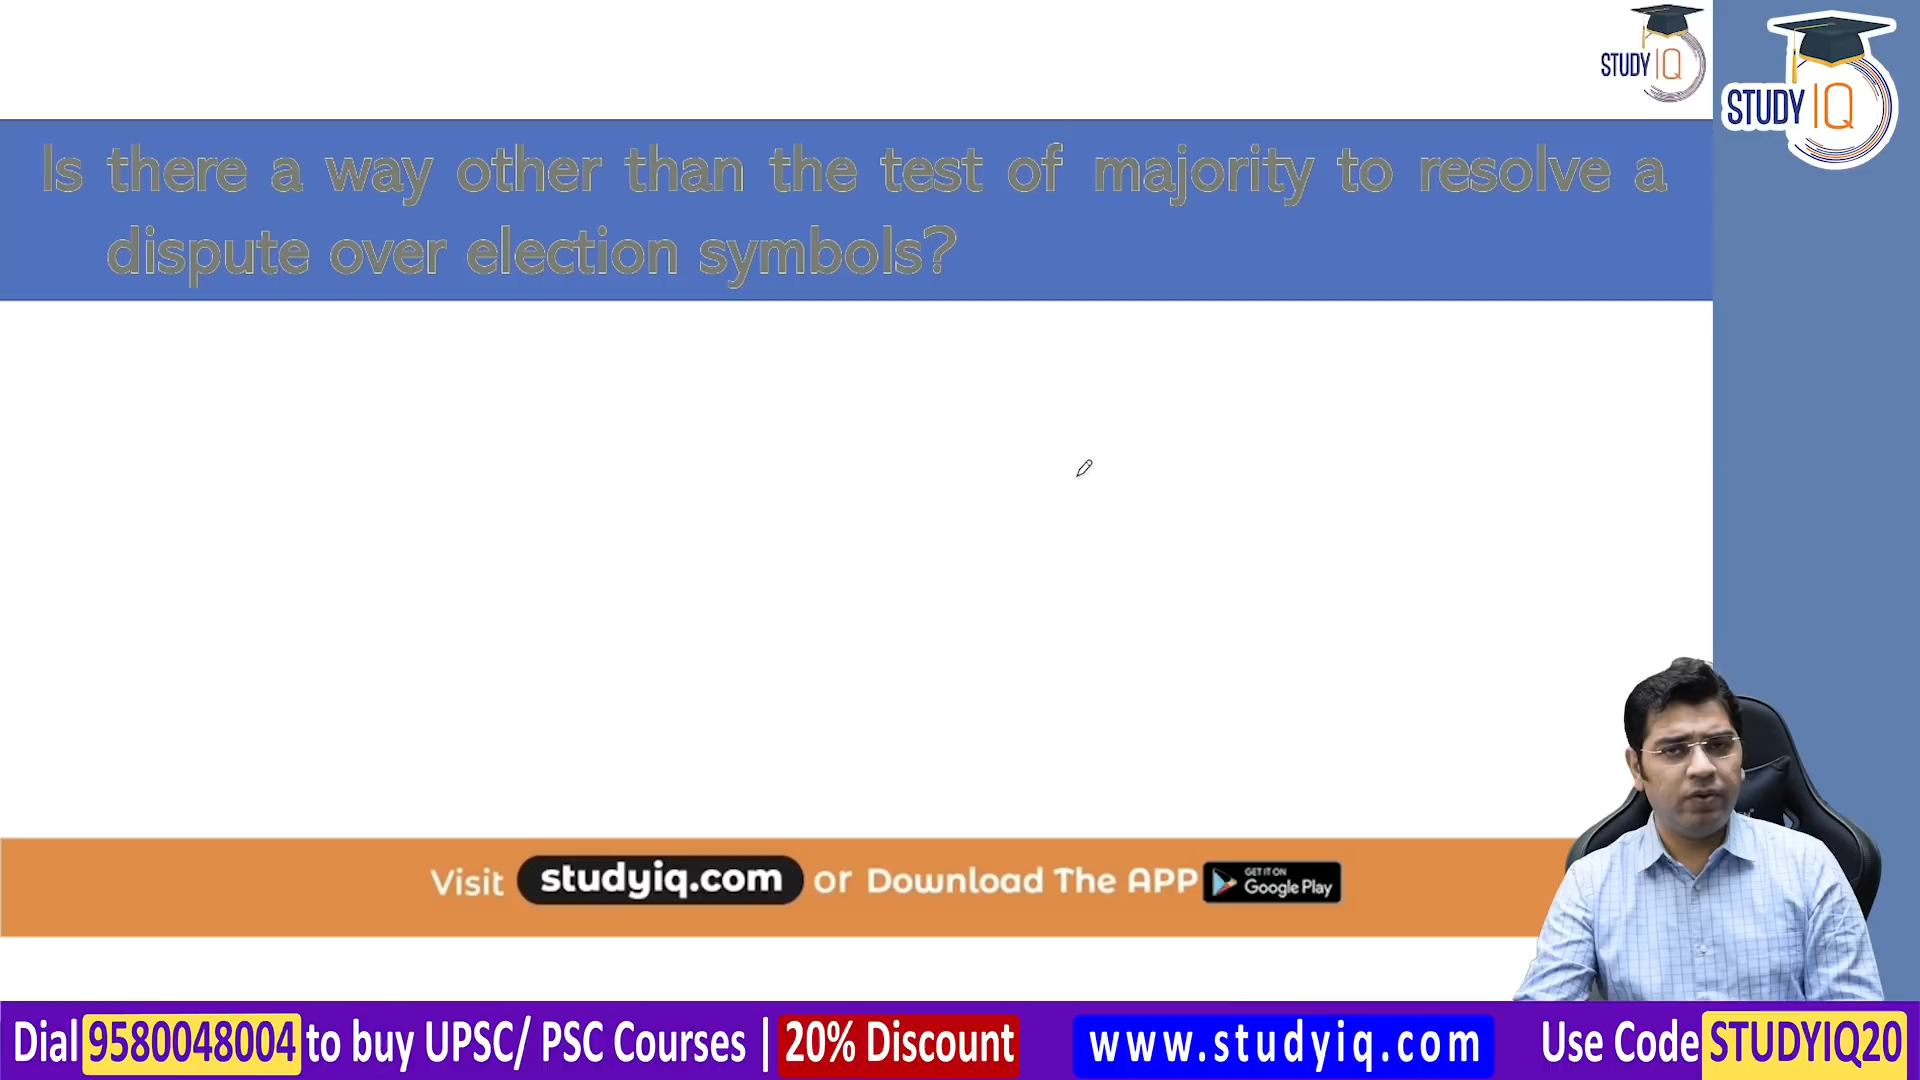 STUDY IQ
STUDY IQ
Is there a way other than the test of majority to resolve a
dispute over election symbols?
Visit studyiq.com or Download The APP GET IT ON Google Play
Dial 9580048004 to buy UPSC/ PSC Courses | 20% Discount www.studyiq.com Use Code STUDYIQ20